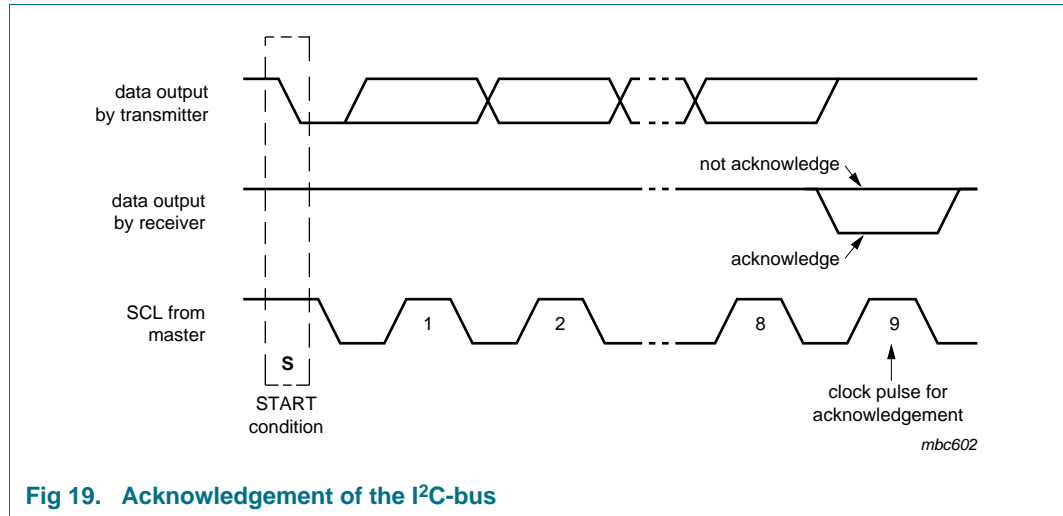 data output
by transmitter
not acknowledge
data output
by receiver
acknowledge
SCL from
master
1
2
8
9
S
START
condition
clock pulse for
acknowledgement
mbc602
Fig 19. Acknowledgement of the I²C-bus